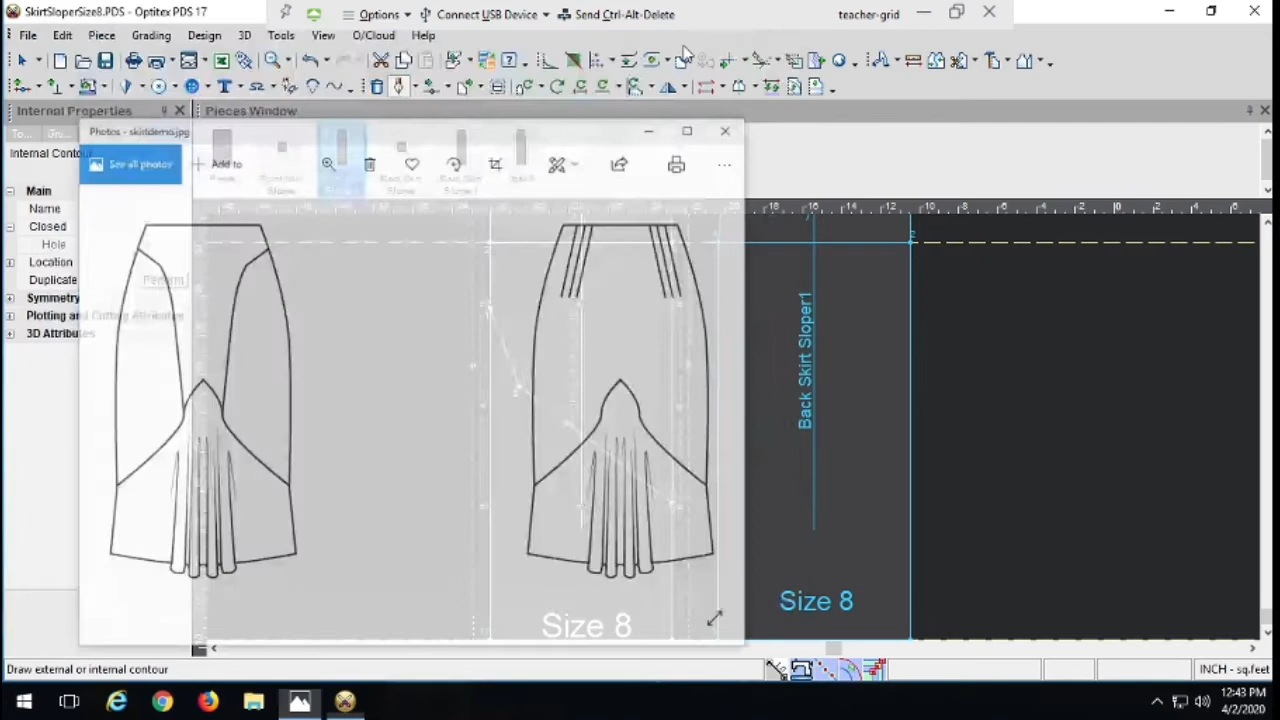 SkirtSloperSize8.PDS - Optitex PDS 17
Options
Connect USB Device
Send Ctrl-Alt-Delete
teacher-grid
File Edit Piece Grading Design 3D Tools View O/Cloud Help
Internal Properties
Pieces Window
Photos - skirtdemo.jpg
Internal Contour
See all photos
Add to
Main
Name
Closed
Hole
Location
Duplicate
Perform
Symmetry
Plotting and Cutting Attributes
3D Attributes
Back Skirt Sloper1
Size 8
Size 8
Draw external or internal contour
INCH - sq.feet
12:43 PM
4/2/2020